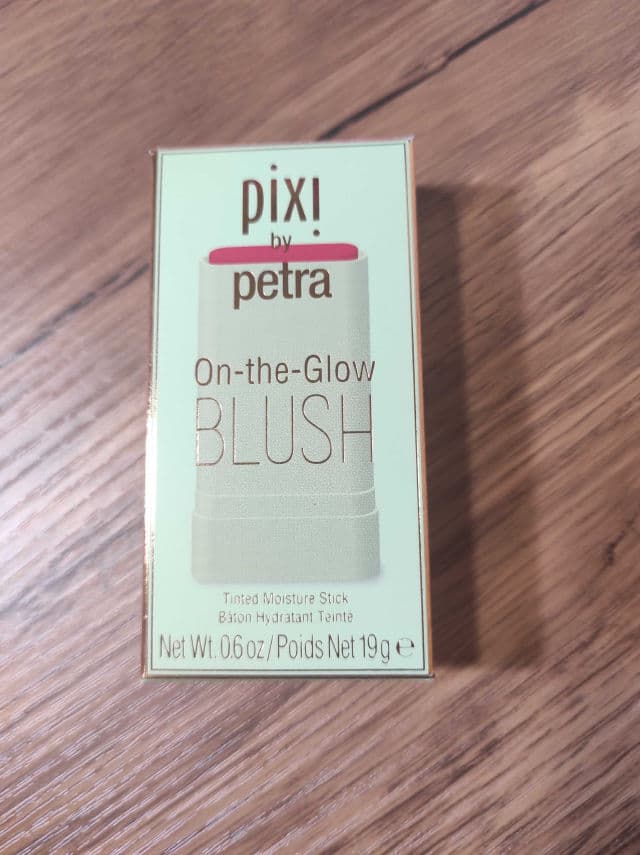 pixi
by
petra
On-the-Glow
BLUSH
Tinted Moisture Stick
Bâton Hydratant Teinté
Net Wt. 0.6 oz/Poids Net 19 g ℮